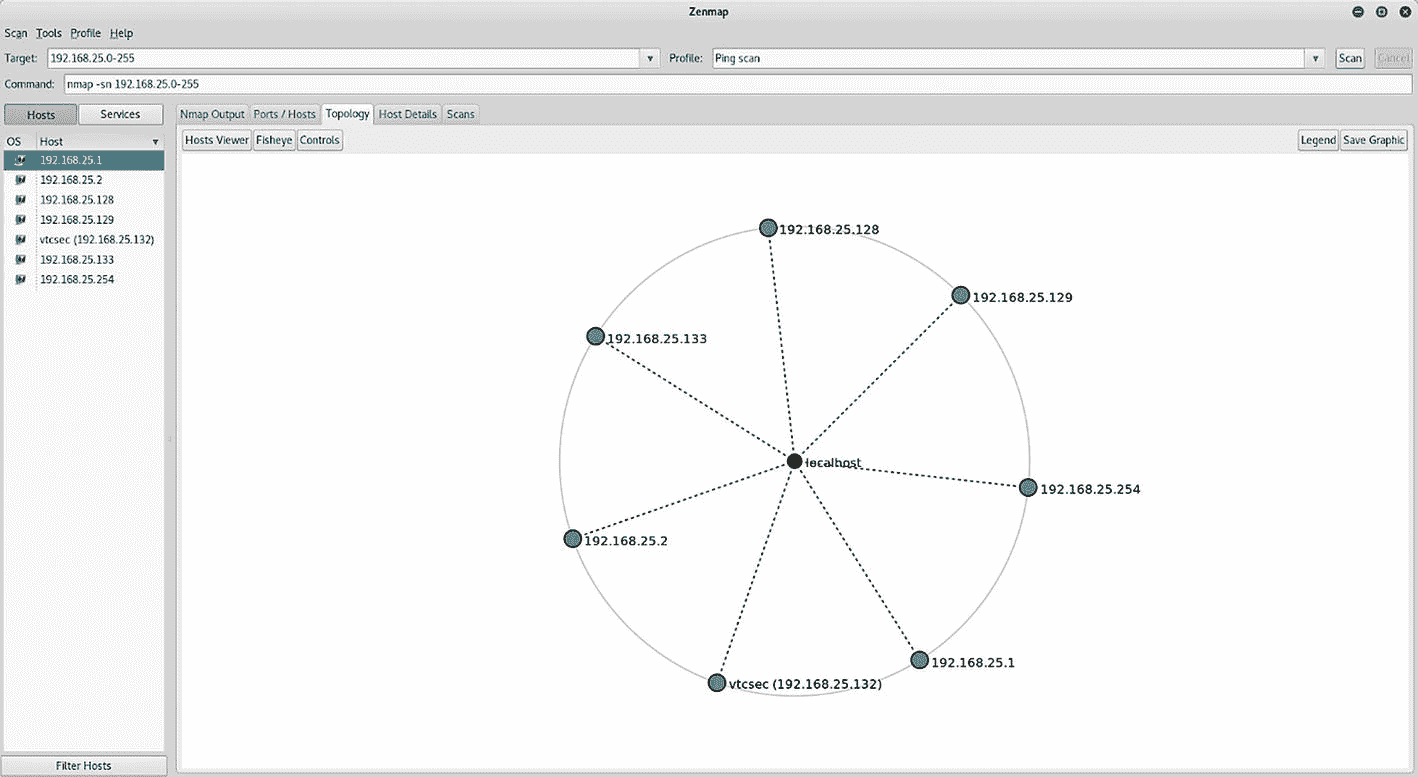 Zenmap
Scan Tools Profile Help
Target: 192.168.25.0-255 Profile: Ping scan Scan Cancel
Command: nmap -sn 192.168.25.0-255
Hosts Services Nmap Output Ports / Hosts Topology Host Details Scans
Hosts Viewer Fisheye Controls Legend Save Graphic
OS Host
192.168.25.1
192.168.25.2
192.168.25.128
192.168.25.129
vtcsec (192.168.25.132)
192.168.25.133
192.168.25.254
192.168.25.128
192.168.25.129
192.168.25.133
localhost
192.168.25.254
192.168.25.2
192.168.25.1
vtcsec (192.168.25.132)
Filter Hosts